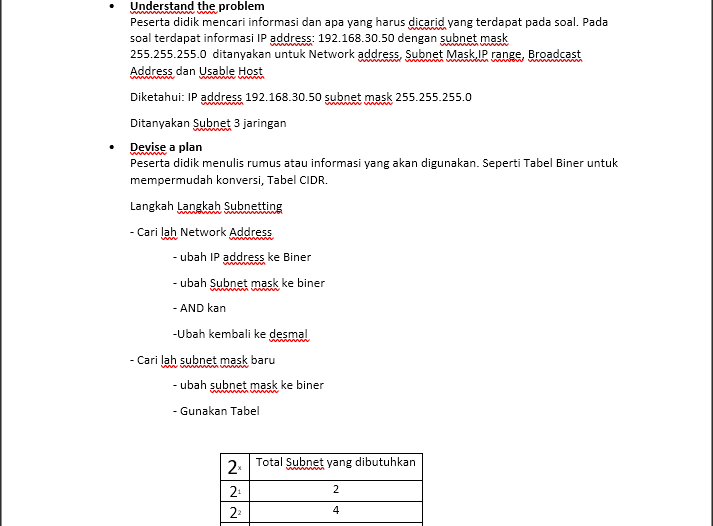 • Understand the problem
Peserta didik mencari informasi dan apa yang harus dicarid yang terdapat pada soal. Pada
soal terdapat informasi IP address: 192.168.30.50 dengan subnet mask
255.255.255.0  ditanyakan untuk Network address, Subnet Mask,IP range, Broadcast
Address dan Usable Host
Diketahui: IP address 192.168.30.50 subnet mask 255.255.255.0
Ditanyakan Subnet 3 jaringan
• Devise a plan
Peserta didik menulis rumus atau informasi yang akan digunakan. Seperti Tabel Biner untuk
mempermudah konversi, Tabel CIDR.
Langkah Langkah Subnetting
- Cari lah Network Address
- ubah IP address ke Biner
- ubah Subnet mask ke biner
- AND kan
-Ubah kembali ke desmal
- Cari lah subnet mask baru
- ubah subnet mask ke biner
- Gunakan Tabel
2ˣ Total Subnet yang dibutuhkan
2¹ 2
2² 4